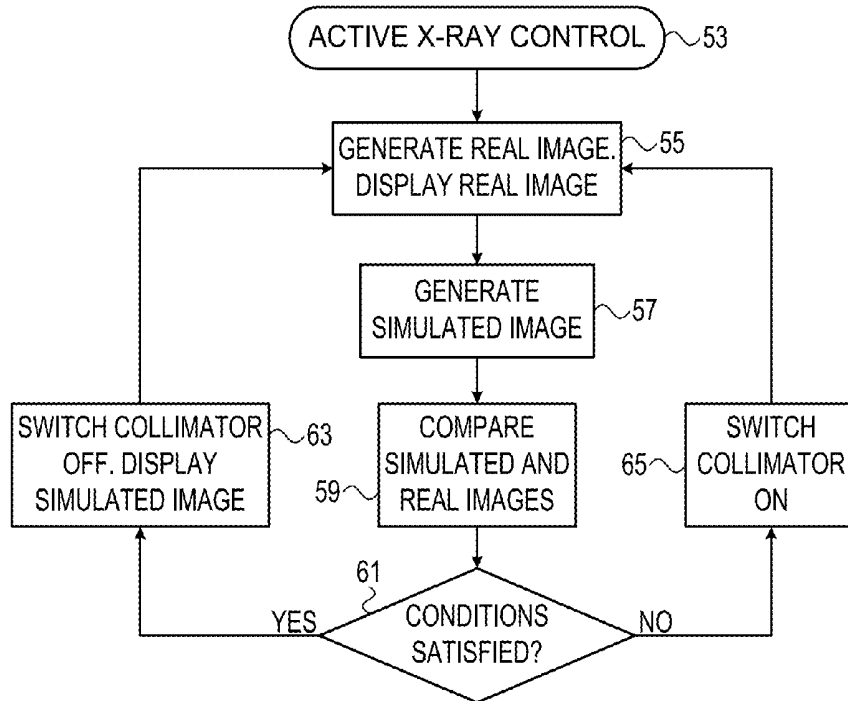 ACTIVE X-RAY CONTROL
53
GENERATE REAL IMAGE.
DISPLAY REAL IMAGE
55
GENERATE
SIMULATED IMAGE
57
SWITCH COLLIMATOR
OFF. DISPLAY
SIMULATED IMAGE
63
COMPARE
SIMULATED AND
REAL IMAGES
59
SWITCH
COLLIMATOR
ON
65
61
YES
CONDITIONS
SATISFIED?
NO